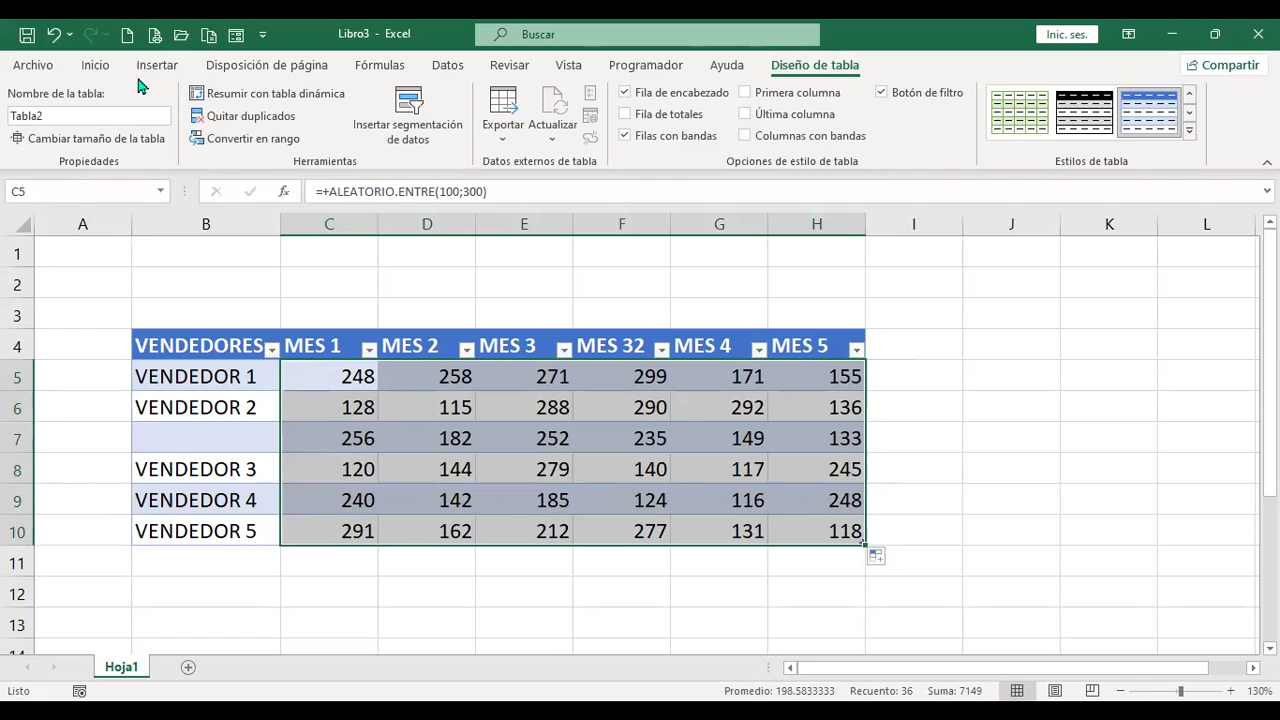 Libro3 - Excel
Buscar
Inic. ses.
Archivo Inicio Insertar Disposición de página Fórmulas Datos Revisar Vista Programador Ayuda Diseño de tabla Compartir
Nombre de la tabla:
Tabla2
Cambiar tamaño de la tabla
Propiedades
Resumir con tabla dinámica
Quitar duplicados
Convertir en rango
Insertar segmentación de datos
Herramientas
Exportar Actualizar
Datos externos de tabla
Fila de encabezado Primera columna Botón de filtro
Fila de totales Última columna
Filas con bandas Columnas con bandas
Opciones de estilo de tabla
Estilos de tabla
C5 fx =+ALEATORIO.ENTRE(100;300)
A B C D E F G H I J K L
1
2
3
4 VENDEDORES MES 1 MES 2 MES 3 MES 32 MES 4 MES 5
5 VENDEDOR 1 248 258 271 299 171 155
6 VENDEDOR 2 128 115 288 290 292 136
7 256 182 252 235 149 133
8 VENDEDOR 3 120 144 279 140 117 245
9 VENDEDOR 4 240 142 185 124 116 248
10 VENDEDOR 5 291 162 212 277 131 118
11
12
13
Hoja1
Listo Promedio: 198.5833333 Recuento: 36 Suma: 7149 130%